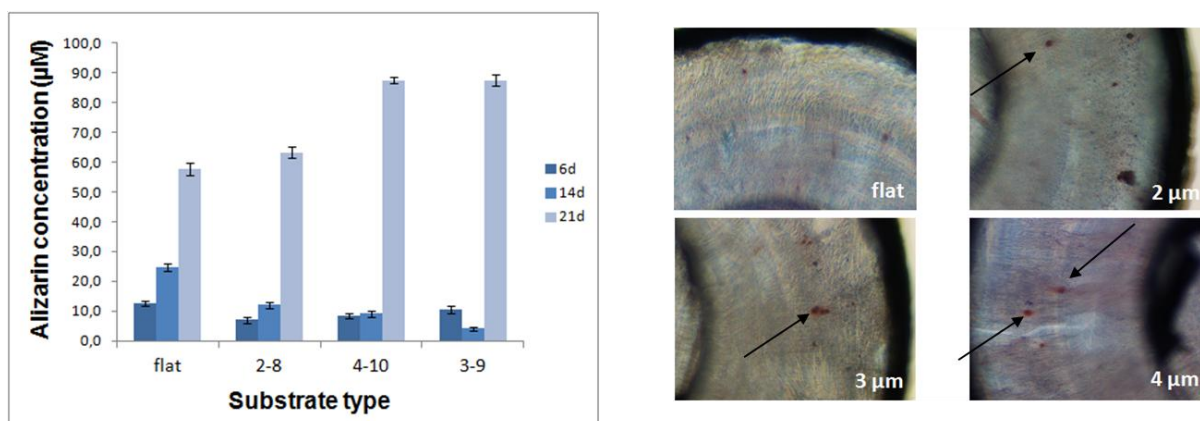 Alizarin concentration (µM)
100,0
90,0
80,0
70,0
60,0
50,0
40,0
30,0
20,0
10,0
0,0
flat
2-8
4-10
3-9
Substrate type
6d
14d
21d
flat
2 µm
3 µm
4 µm